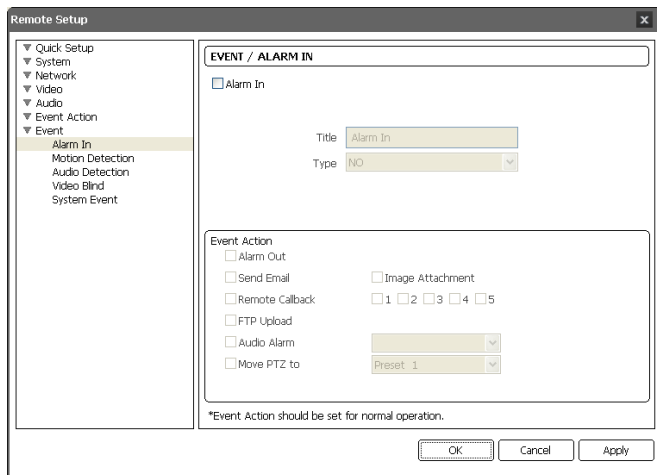 Remote Setup
x
Quick Setup
System
Network
Video
Audio
Event Action
Event
Alarm In
Motion Detection
Audio Detection
Video Blind
System Event
EVENT / ALARM IN
Alarm In
Title Alarm In
Type NO
Event Action
Alarm Out
Send Email Image Attachment
Remote Callback 1 2 3 4 5
FTP Upload
Audio Alarm
Move PTZ to Preset 1
*Event Action should be set for normal operation.
OK Cancel Apply